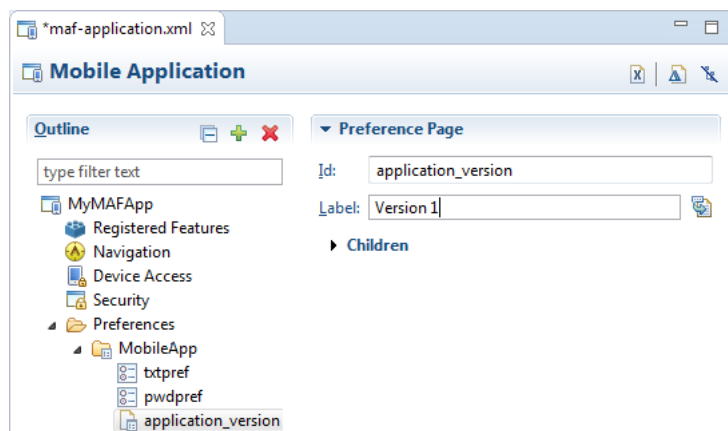 *maf-application.xml
Mobile Application
Outline
type filter text
MyMAFApp
Registered Features
Navigation
Device Access
Security
Preferences
MobileApp
txtpref
pwdpref
application_version
Preference Page
Id: application_version
Label: Version 1
Children